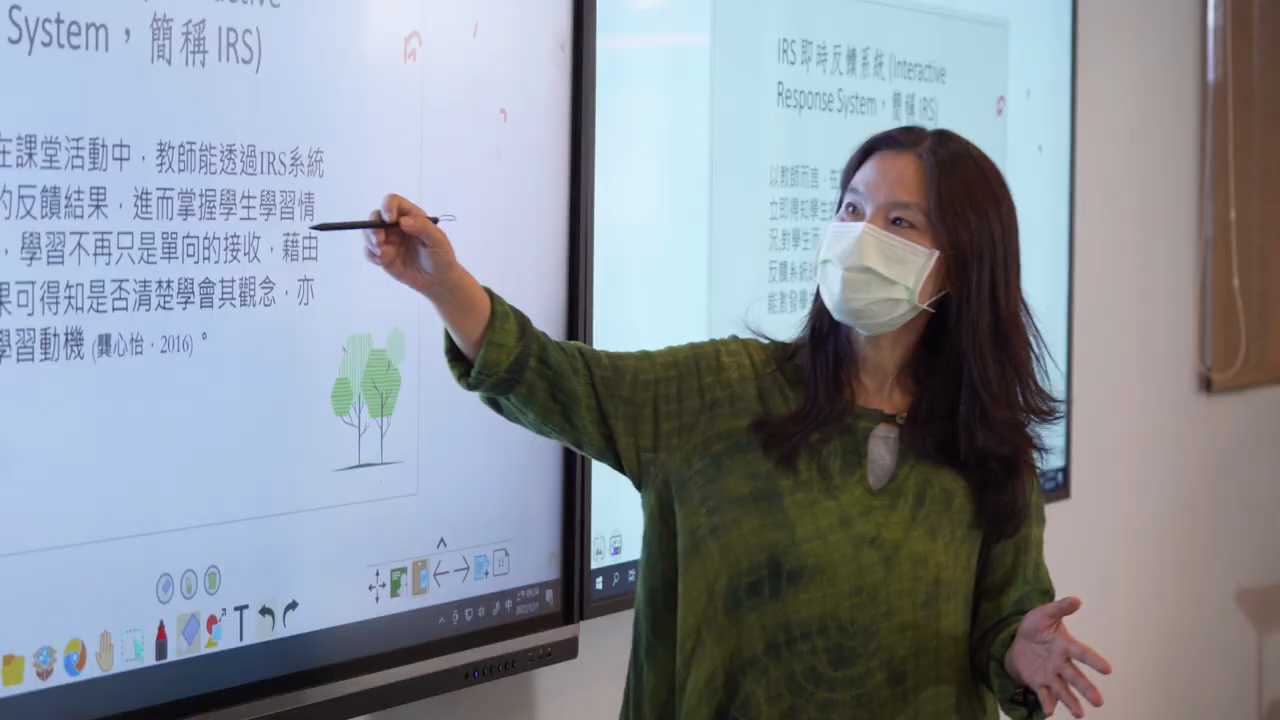 System，簡稱 IRS)
在課堂活動中，教師能透過IRS系統
的反饋結果，進而掌握學生學習情
，學習不再只是單向的接收，藉由
果可得知是否清楚學會其觀念，亦
學習動機 (龔心怡，2016)。
T
15
中
IRS 即時反饋系統 (Interactive
Response System，簡稱 IRS)
以教師而言，在
立即得知學生
況對學生而
反饋系統
能激發學